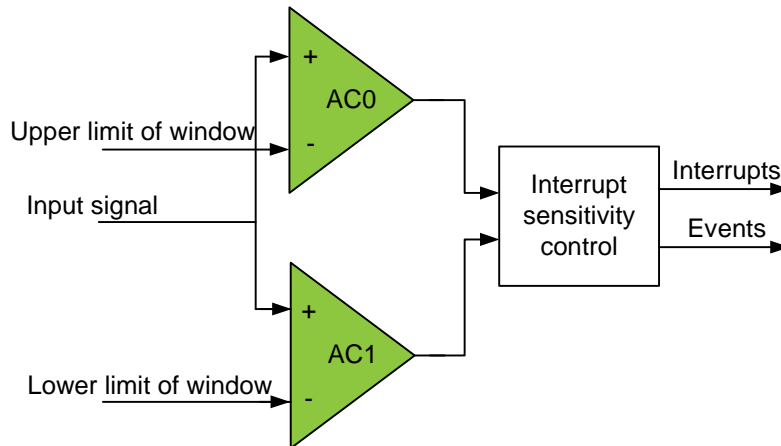 +
AC0
-
Upper limit of window
Input signal
+
AC1
-
Lower limit of window
Interrupt
sensitivity
control
Interrupts
Events